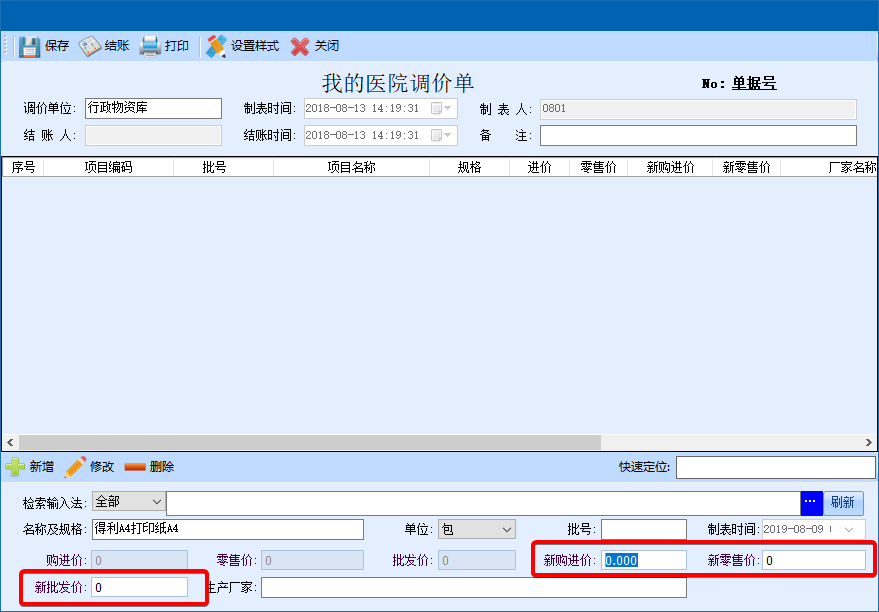 保存 结账 打印 设置样式 关闭
我的医院调价单 No: 单据号
调价单位: 行政物资库 制表时间: 2018-08-13 14:19:31 制 表 人: 0801
结 账 人: 结账时间: 2018-08-13 14:19:31 备 注:
序号 项目编码 批号 项目名称 规格 进价 零售价 新购进价 新零售价 厂家名称
新增 修改 删除 快速定位:
检索输入法: 全部 ... 刷新
名称及规格: 得利A4打印纸A4 单位: 包 批号: 制表时间: 2019-08-09
购进价: 0 零售价: 0 批发价: 0 新购进价: 0.000 新零售价: 0
新批发价: 0 生产厂家: